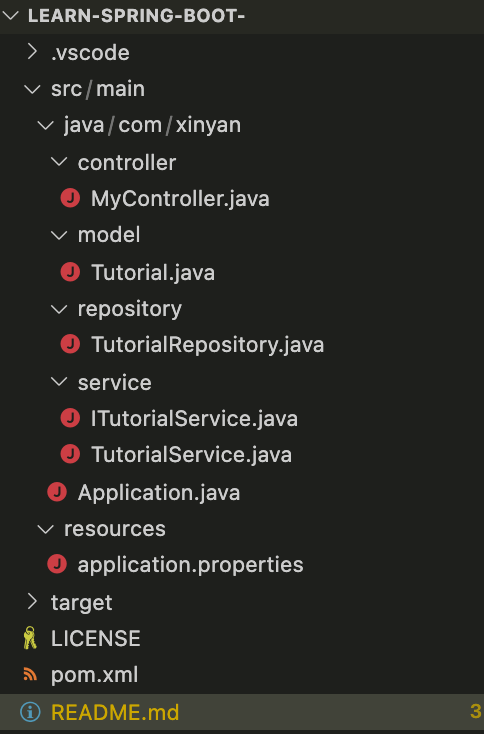 LEARN-SPRING-BOOT-
.vscode
src/main
java/com/xinyan
controller
J MyController.java
model
J Tutorial.java
repository
J TutorialRepository.java
service
J ITutorialService.java
J TutorialService.java
J Application.java
resources
J application.properties
target
LICENSE
pom.xml
README.md 3